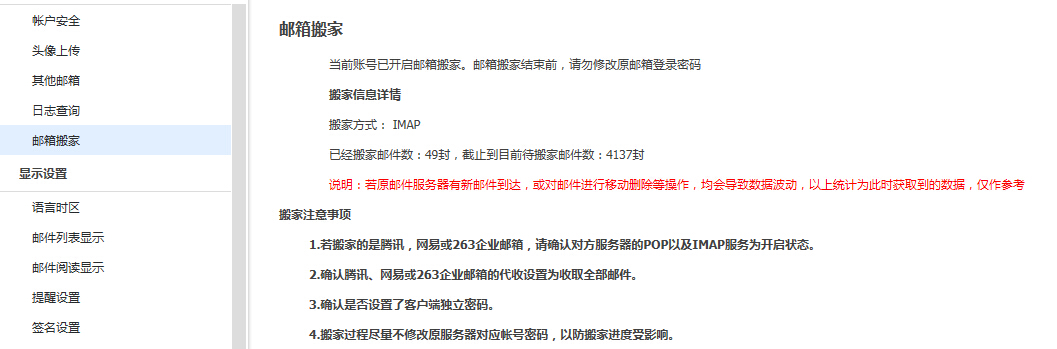 帐户安全
头像上传
其他邮箱
日志查询
邮箱搬家
显示设置
语言时区
邮件列表显示
邮件阅读显示
提醒设置
签名设置
邮箱搬家
当前账号已开启邮箱搬家。邮箱搬家结束前，请勿修改原邮箱登录密码
搬家信息详情
搬家方式： IMAP
已经搬家邮件数：49封，截止到目前待搬家邮件数：4137封
说明：若原邮件服务器有新邮件到达，或对邮件进行移动删除等操作，均会导致数据波动，以上统计为此时获取到的数据，仅作参考
搬家注意事项
1.若搬家的是腾讯，网易或263企业邮箱，请确认对方服务器的POP以及IMAP服务为开启状态。
2.确认腾讯、网易或263企业邮箱的代收设置为收取全部邮件。
3.确认是否设置了客户端独立密码。
4.搬家过程尽量不修改原服务器对应帐号密码，以防搬家进度受影响。